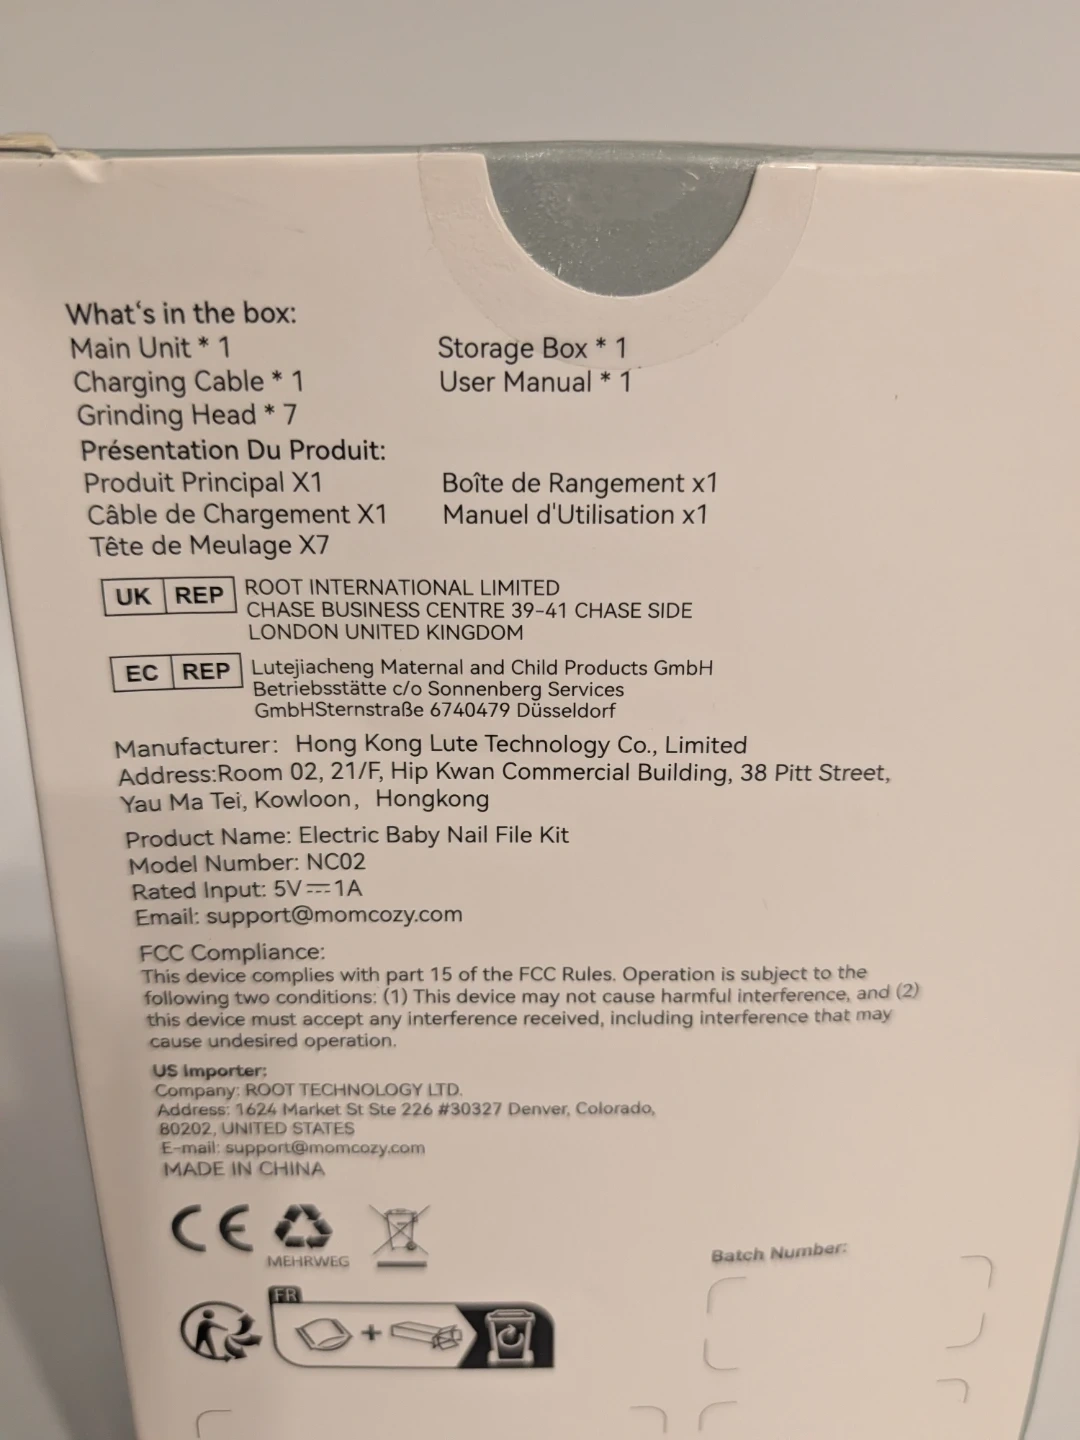 What‘s in the box:
Main Unit * 1
Storage Box * 1
Charging Cable * 1
User Manual * 1
Grinding Head * 7
Présentation Du Produit:
Produit Principal X1
Boîte de Rangement x1
Câble de Chargement X1
Manuel d'Utilisation x1
Tête de Meulage X7
UK REP
ROOT INTERNATIONAL LIMITED
CHASE BUSINESS CENTRE 39-41 CHASE SIDE
LONDON UNITED KINGDOM
EC REP
Lutejiacheng Maternal and Child Products GmbH
Betriebsstätte c/o Sonnenberg Services
GmbHSternstraße 6740479 Düsseldorf
Manufacturer: Hong Kong Lute Technology Co., Limited
Address:Room 02, 21/F, Hip Kwan Commercial Building, 38 Pitt Street,
Yau Ma Tei, Kowloon, Hongkong
Product Name: Electric Baby Nail File Kit
Model Number: NC02
Rated Input: 5V⎓1A
Email: support@momcozy.com
FCC Compliance:
This device complies with part 15 of the FCC Rules. Operation is subject to the
following two conditions: (1) This device may not cause harmful interference, and (2)
this device must accept any interference received, including interference that may
cause undesired operation.
US Importer:
Company: ROOT TECHNOLOGY LTD.
Address: 1624 Market St Ste 226 #30327 Denver, Colorado,
80202, UNITED STATES
E-mail: support@momcozy.com
MADE IN CHINA
CE
MEHRWEG
Batch Number:
FR
+